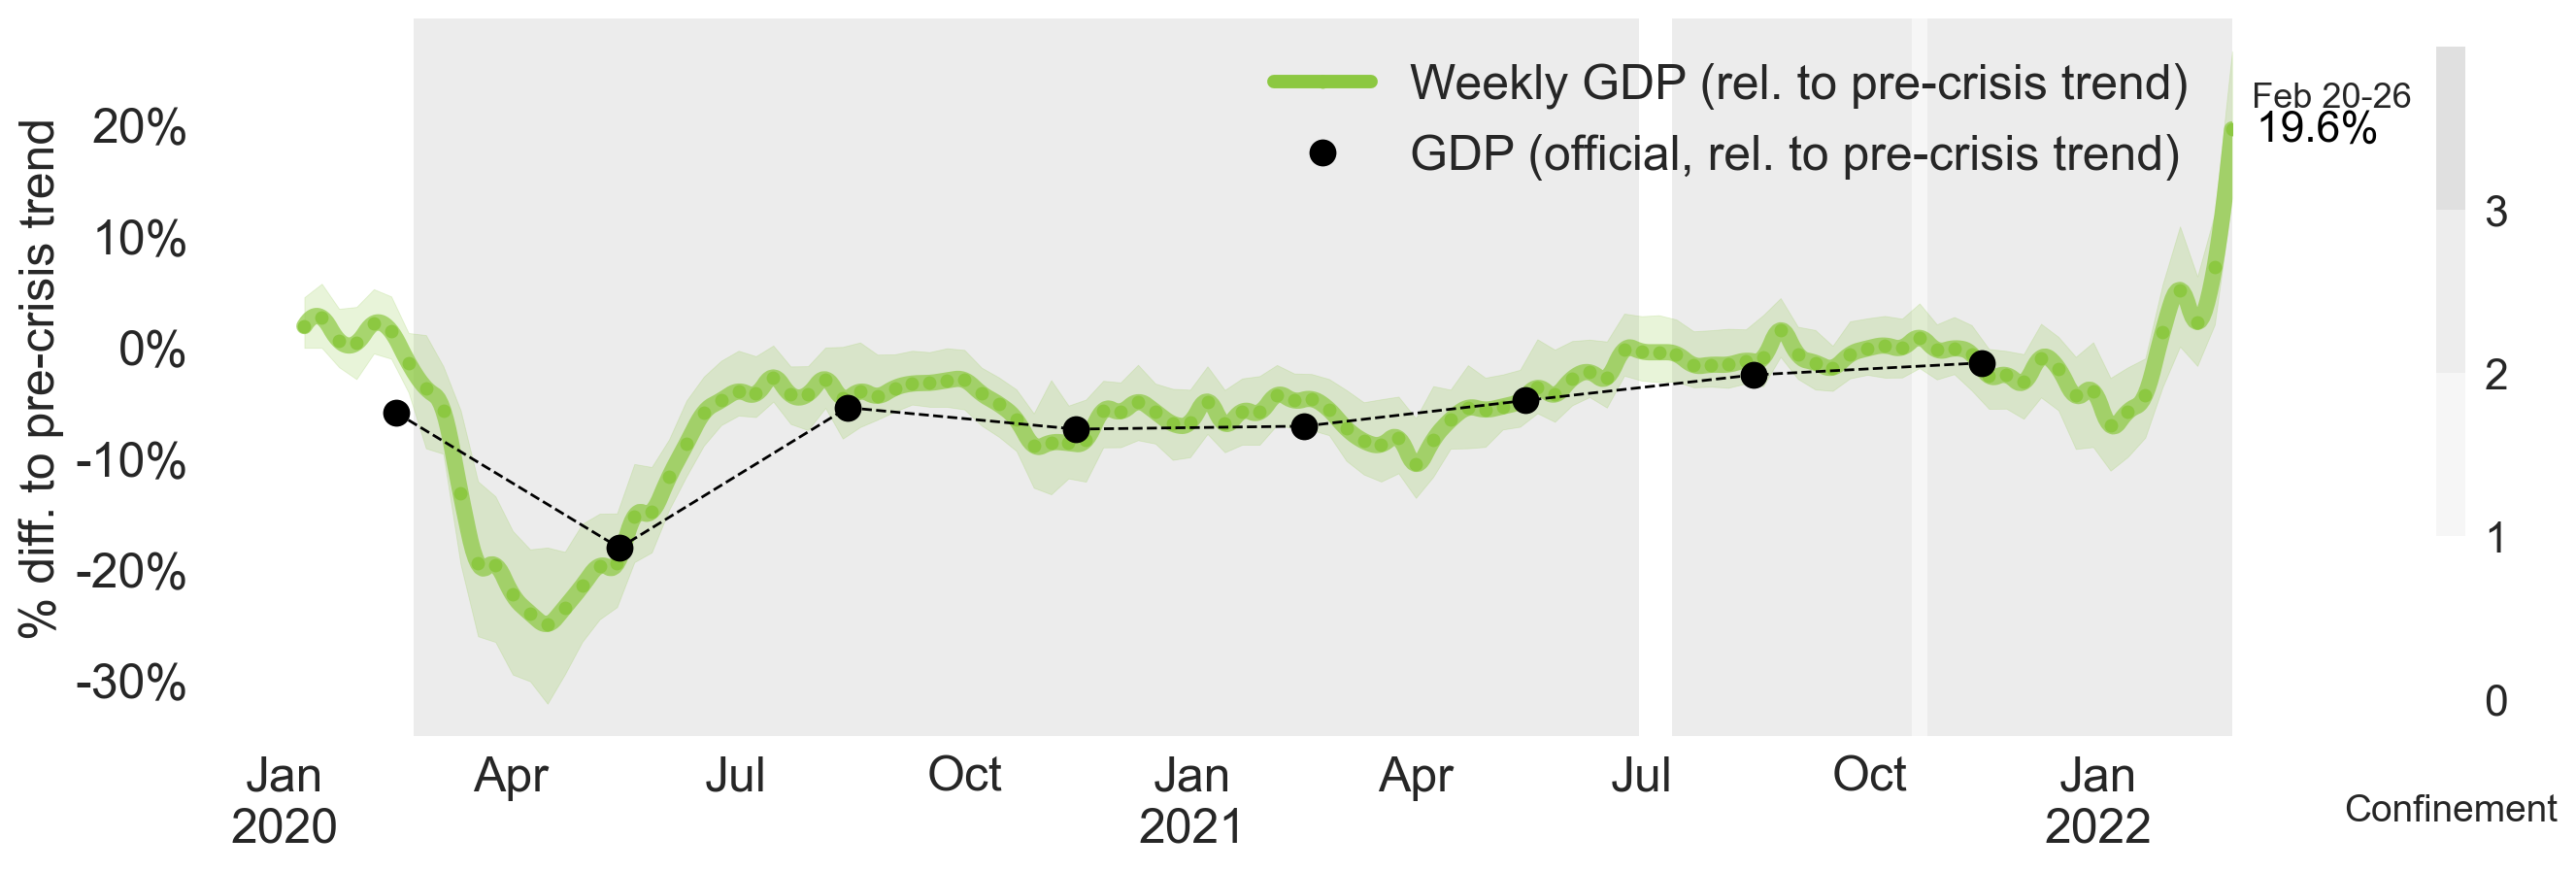 Weekly GDP (rel. to pre-crisis trend)
GDP (official, rel. to pre-crisis trend)
Feb 20-26
19.6%
% diff. to pre-crisis trend
20%
10%
0%
-10%
-20%
-30%
Jan
2020
Apr
Jul
Oct
Jan
2021
Apr
Jul
Oct
Jan
2022
3
2
1
0
Confinement